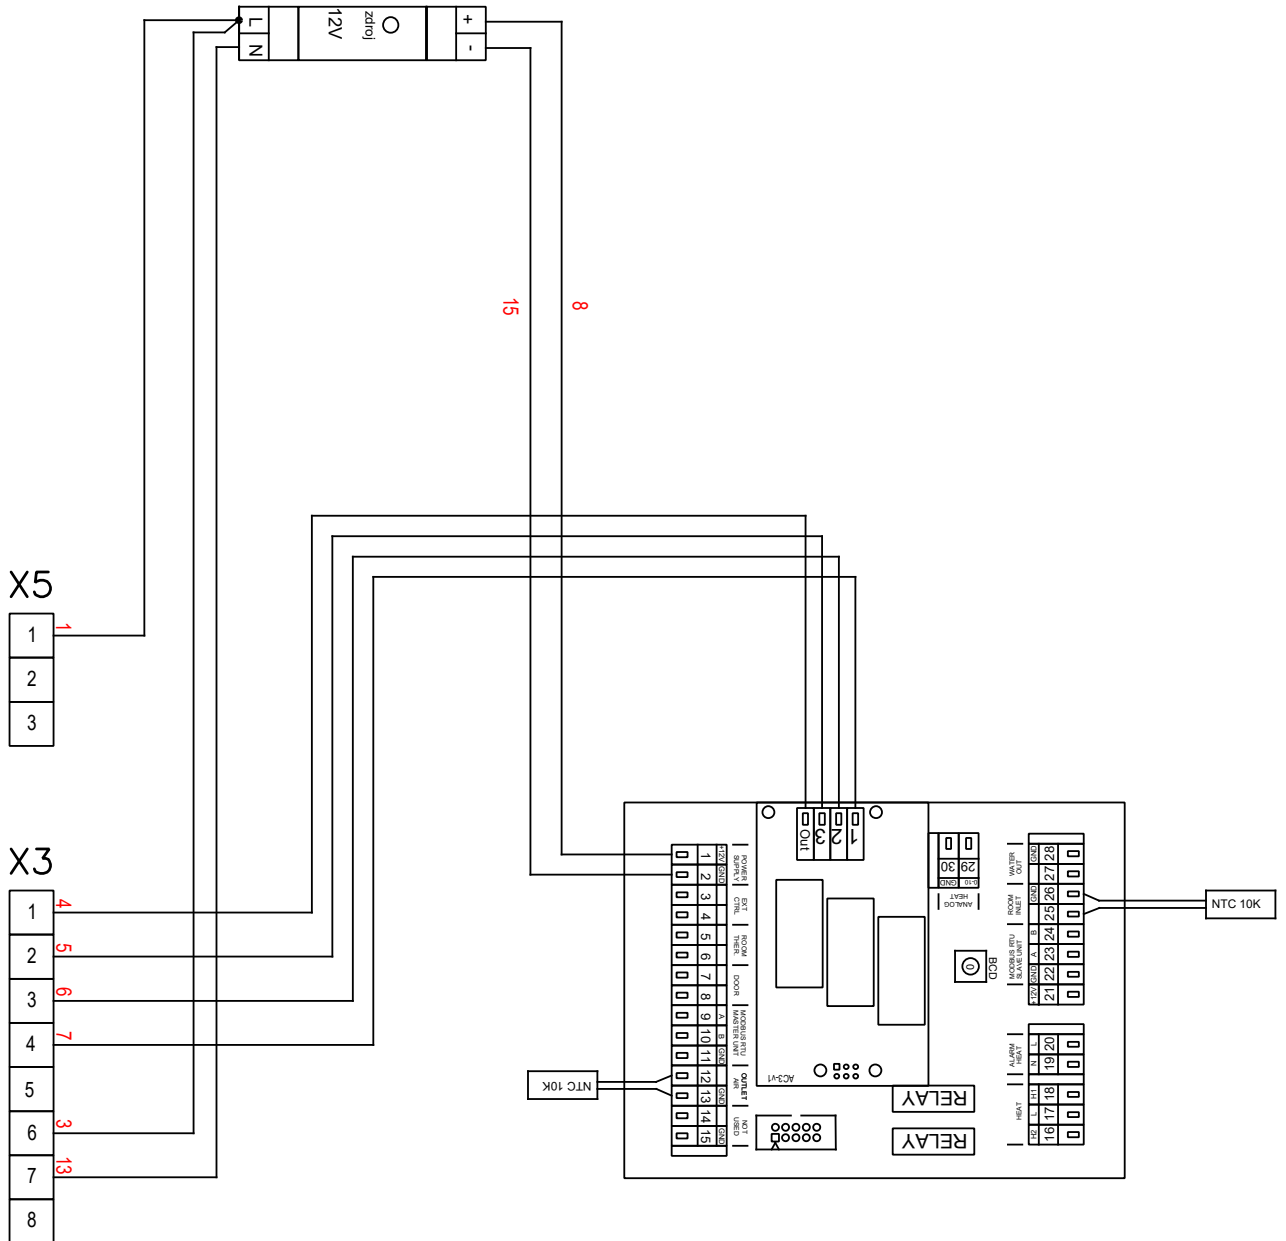 L
N
zdroj
12V
+
-
15
8
X5
1
1
2
3
X3
1
4
2
5
3
6
4
7
5
6
3
7
13
8
Out
3
2
1
1
+12V
2
GND
POWER
SUPPLY
3
4
EXT
CTRL
5
6
ROOM
THER.
7
8
DOOR
9
A
10
B
11
GND
MODBUS RTU
MASTER UNIT
12
13
GND
OUTLET
AIR
14
15
GND
NOT
USED
NTC 10K
AC3-v1
30
29
GND
0-10
ANALOG
HEAT
BCD
0
RELAY
RELAY
WATER
OUT
GND
28
27
ROOM
INLET
GND
26
25
MODBUS RTU
SLAVE UNIT
B
24
A
23
GND
22
+12V
21
ALARM
HEAT
L
20
N
19
HEAT
H1
18
L
17
H2
16
NTC 10K